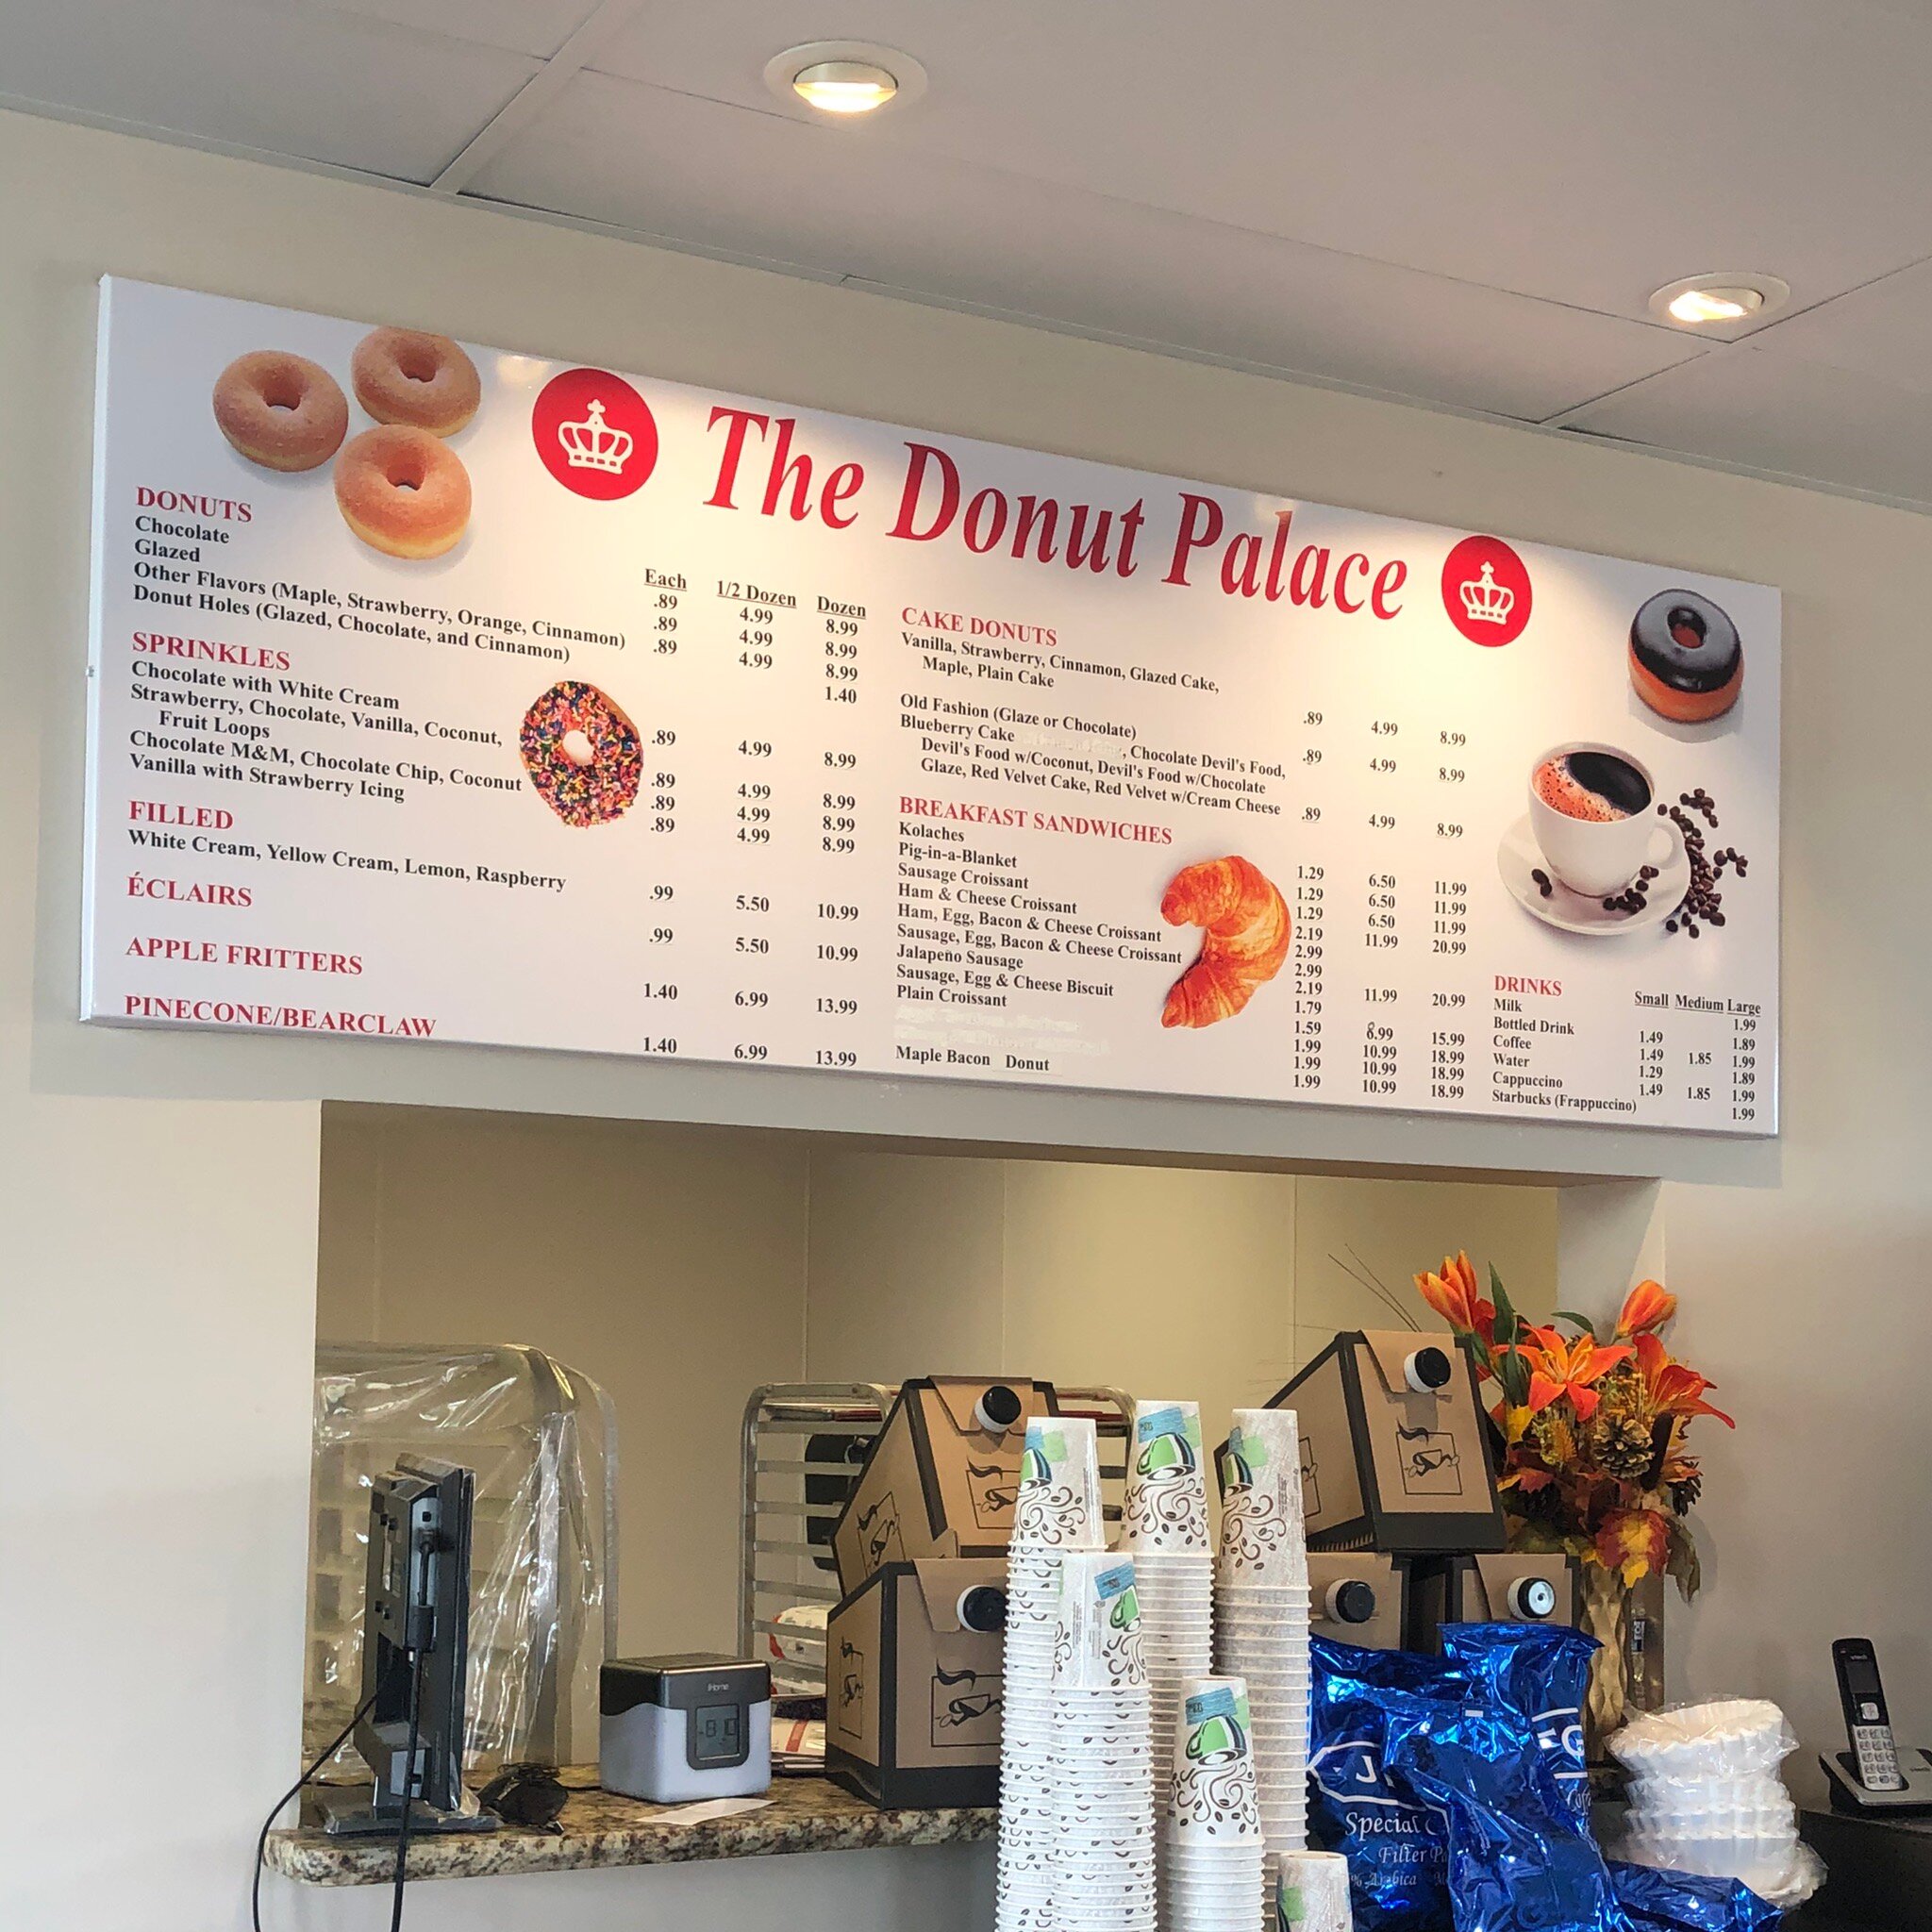 The Donut Palace
DONUTS
Each 1/2 Dozen Dozen
Chocolate .89 4.99 8.99
Glazed .89 4.99 8.99
Other Flavors (Maple, Strawberry, Orange, Cinnamon) .89 4.99 8.99
Donut Holes (Glazed, Chocolate, and Cinnamon) 1.40
SPRINKLES
Chocolate with White Cream .89 4.99 8.99
Strawberry, Chocolate, Vanilla, Coconut,
Fruit Loops .89 4.99 8.99
Chocolate M&M, Chocolate Chip, Coconut .89 4.99 8.99
Vanilla with Strawberry Icing .89 4.99 8.99
FILLED
White Cream, Yellow Cream, Lemon, Raspberry .99 5.50 10.99
ÉCLAIRS .99 5.50 10.99
APPLE FRITTERS 1.40 6.99 13.99
PINECONE/BEARCLAW 1.40 6.99 13.99
CAKE DONUTS
Vanilla, Strawberry, Cinnamon, Glazed Cake,
Maple, Plain Cake .89 4.99 8.99
Old Fashion (Glaze or Chocolate) .89 4.99 8.99
Blueberry Cake , Chocolate Devil's Food,
Devil's Food w/Coconut, Devil's Food w/Chocolate
Glaze, Red Velvet Cake, Red Velvet w/Cream Cheese .89 4.99 8.99
BREAKFAST SANDWICHES
Kolaches 1.29 6.50 11.99
Pig-in-a-Blanket 1.29 6.50 11.99
Sausage Croissant 1.29 6.50 11.99
Ham & Cheese Croissant 2.19 11.99 20.99
Ham, Egg, Bacon & Cheese Croissant 2.99
Sausage, Egg, Bacon & Cheese Croissant 2.99
Jalapeño Sausage 2.19 11.99 20.99
Sausage, Egg & Cheese Biscuit 1.79
Plain Croissant 1.59 8.99 15.99
1.99 10.99 18.99
1.99 10.99 18.99
Maple Bacon Donut 1.99 10.99 18.99
DRINKS
Small Medium Large
Milk 1.99
Bottled Drink 1.49 1.89
Coffee 1.49 1.85 1.99
Water 1.29 1.89
Cappuccino 1.49 1.85 1.99
Starbucks (Frappuccino) 1.99
iHome
Special
Filter
vtech